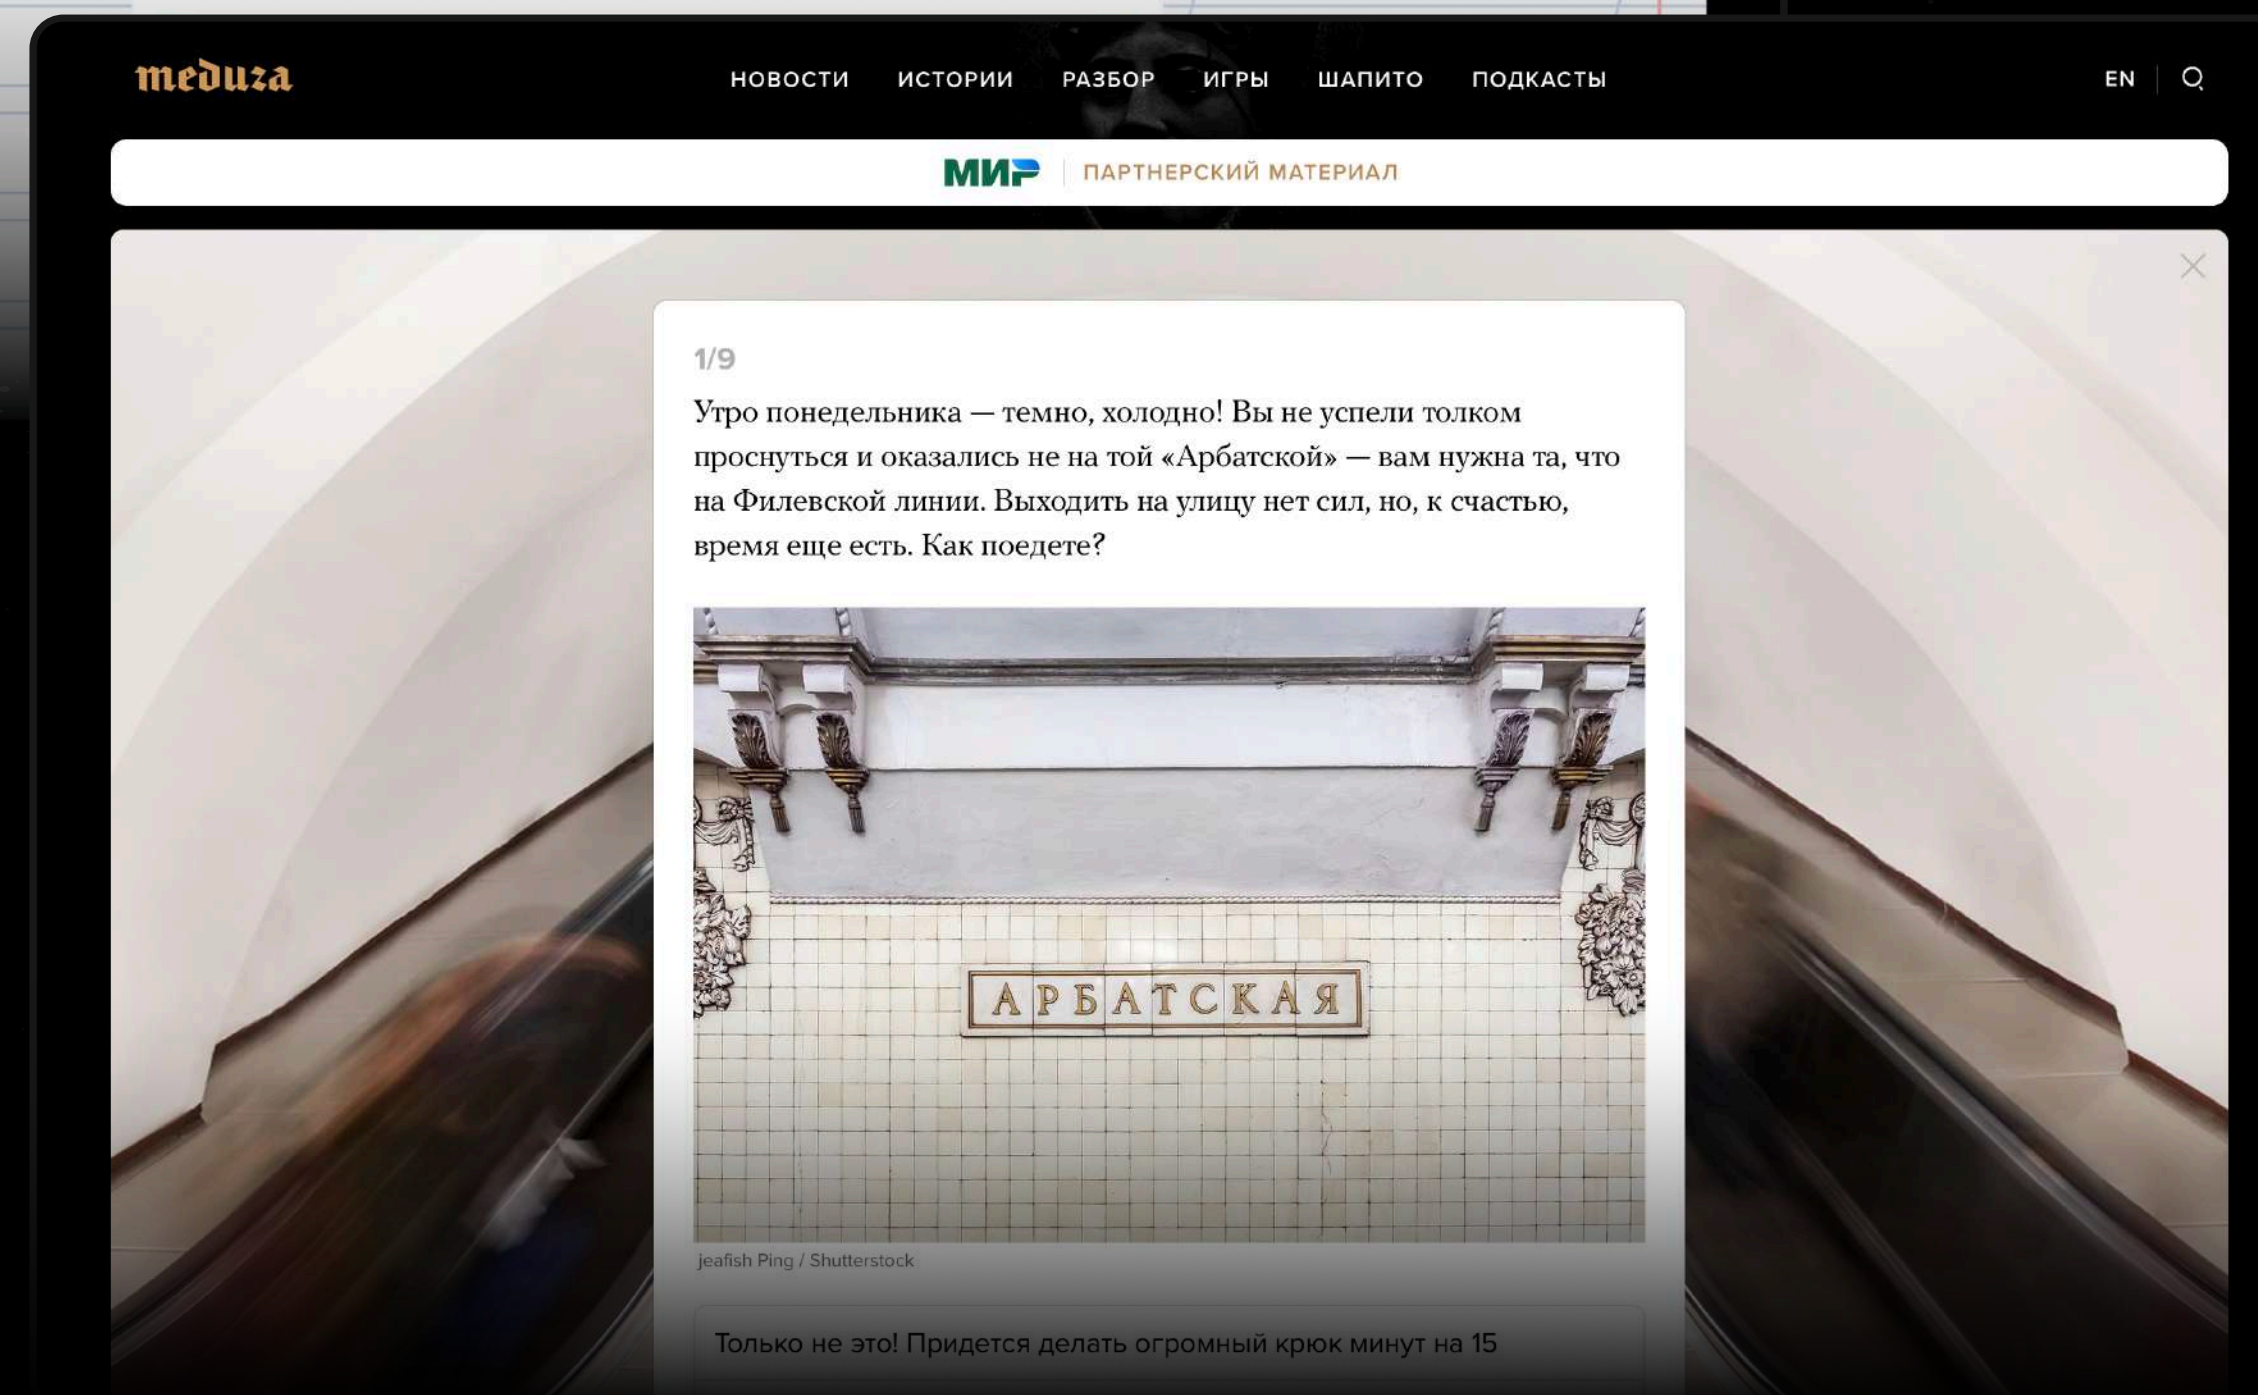 meduza
НОВОСТИ ИСТОРИИ РАЗБОР ИГРЫ ШАПИТО ПОДКАСТЫ
EN
МИР ПАРТНЕРСКИЙ МАТЕРИАЛ
1/9
Утро понедельника — темно, холодно! Вы не успели толком
проснуться и оказались не на той «Арбатской» — вам нужна та, что
на Филевской линии. Выходить на улицу нет сил, но, к счастью,
время еще есть. Как поедете?
АРБАТСКАЯ
jeafish Ping / Shutterstock
Только не это! Придется делать огромный крюк минут на 15